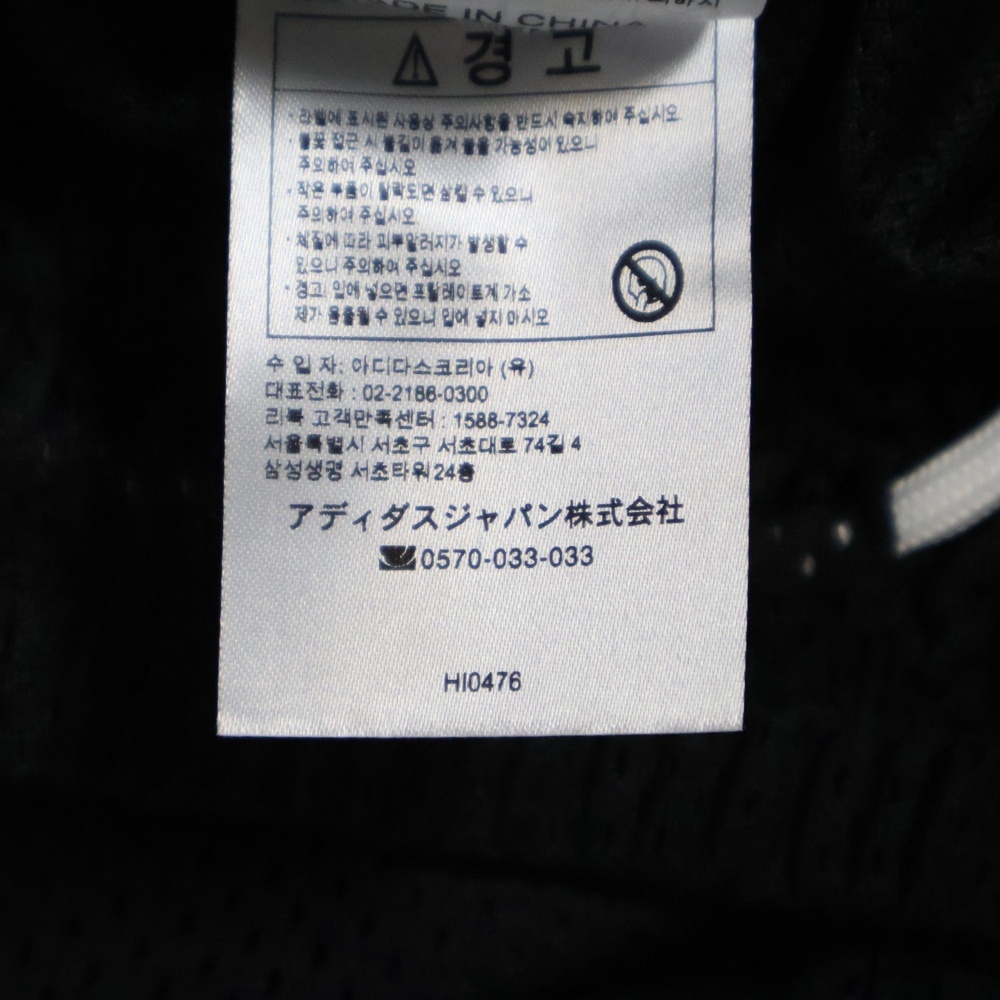 MADE IN CHINA
경 고
· 라벨에 표시된 사용상 주의사항을 반드시 숙지하여 주십시오
· 불꽃 접근 시 불길이 옮겨 붙을 가능성이 있으니
주의하여 주십시오
· 작은 부품이 탈락되면 삼킬 수 있으니
주의하여 주십시오
· 체질에 따라 피부알러지가 발생할 수
있으니 주의하여 주십시오
· 경고. 입에 넣으면 프탈레이트계 가소
제가 용출될 수 있으니 입에 넣지 마시오
수 입 자: 아디다스코리아 (유)
대표전화 : 02-2186-0300
리복 고객만족센터 : 1588-7324
서울특별시 서초구 서초대로 74길 4
삼성생명 서초타워 24층
アディダスジャパン株式会社
0570-033-033
HI0476